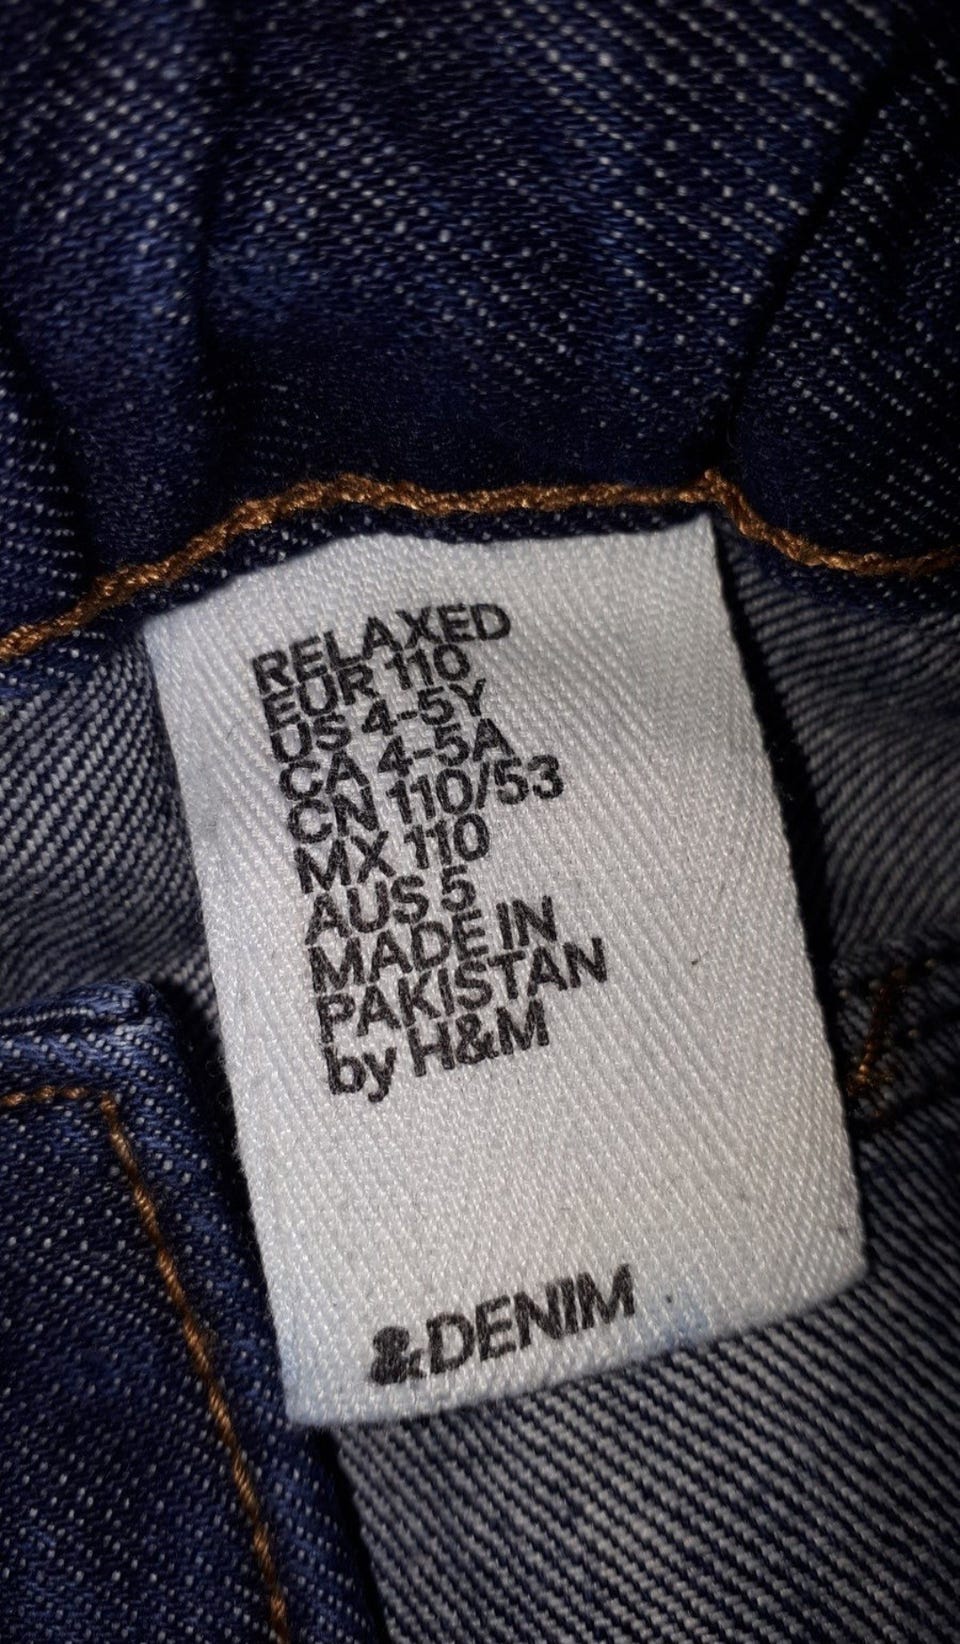 RELAXED
EUR 110
US 4-5Y
CA 4-5A
CN 110/53
MX 110
AUS 5
MADE IN
PAKISTAN
by H&M
&DENIM